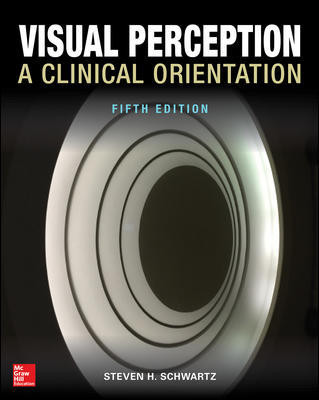 VISUAL PERCEPTION
A CLINICAL ORIENTATION
FIFTH EDITION
Mc
Graw
Hill
Education
STEVEN H. SCHWARTZ